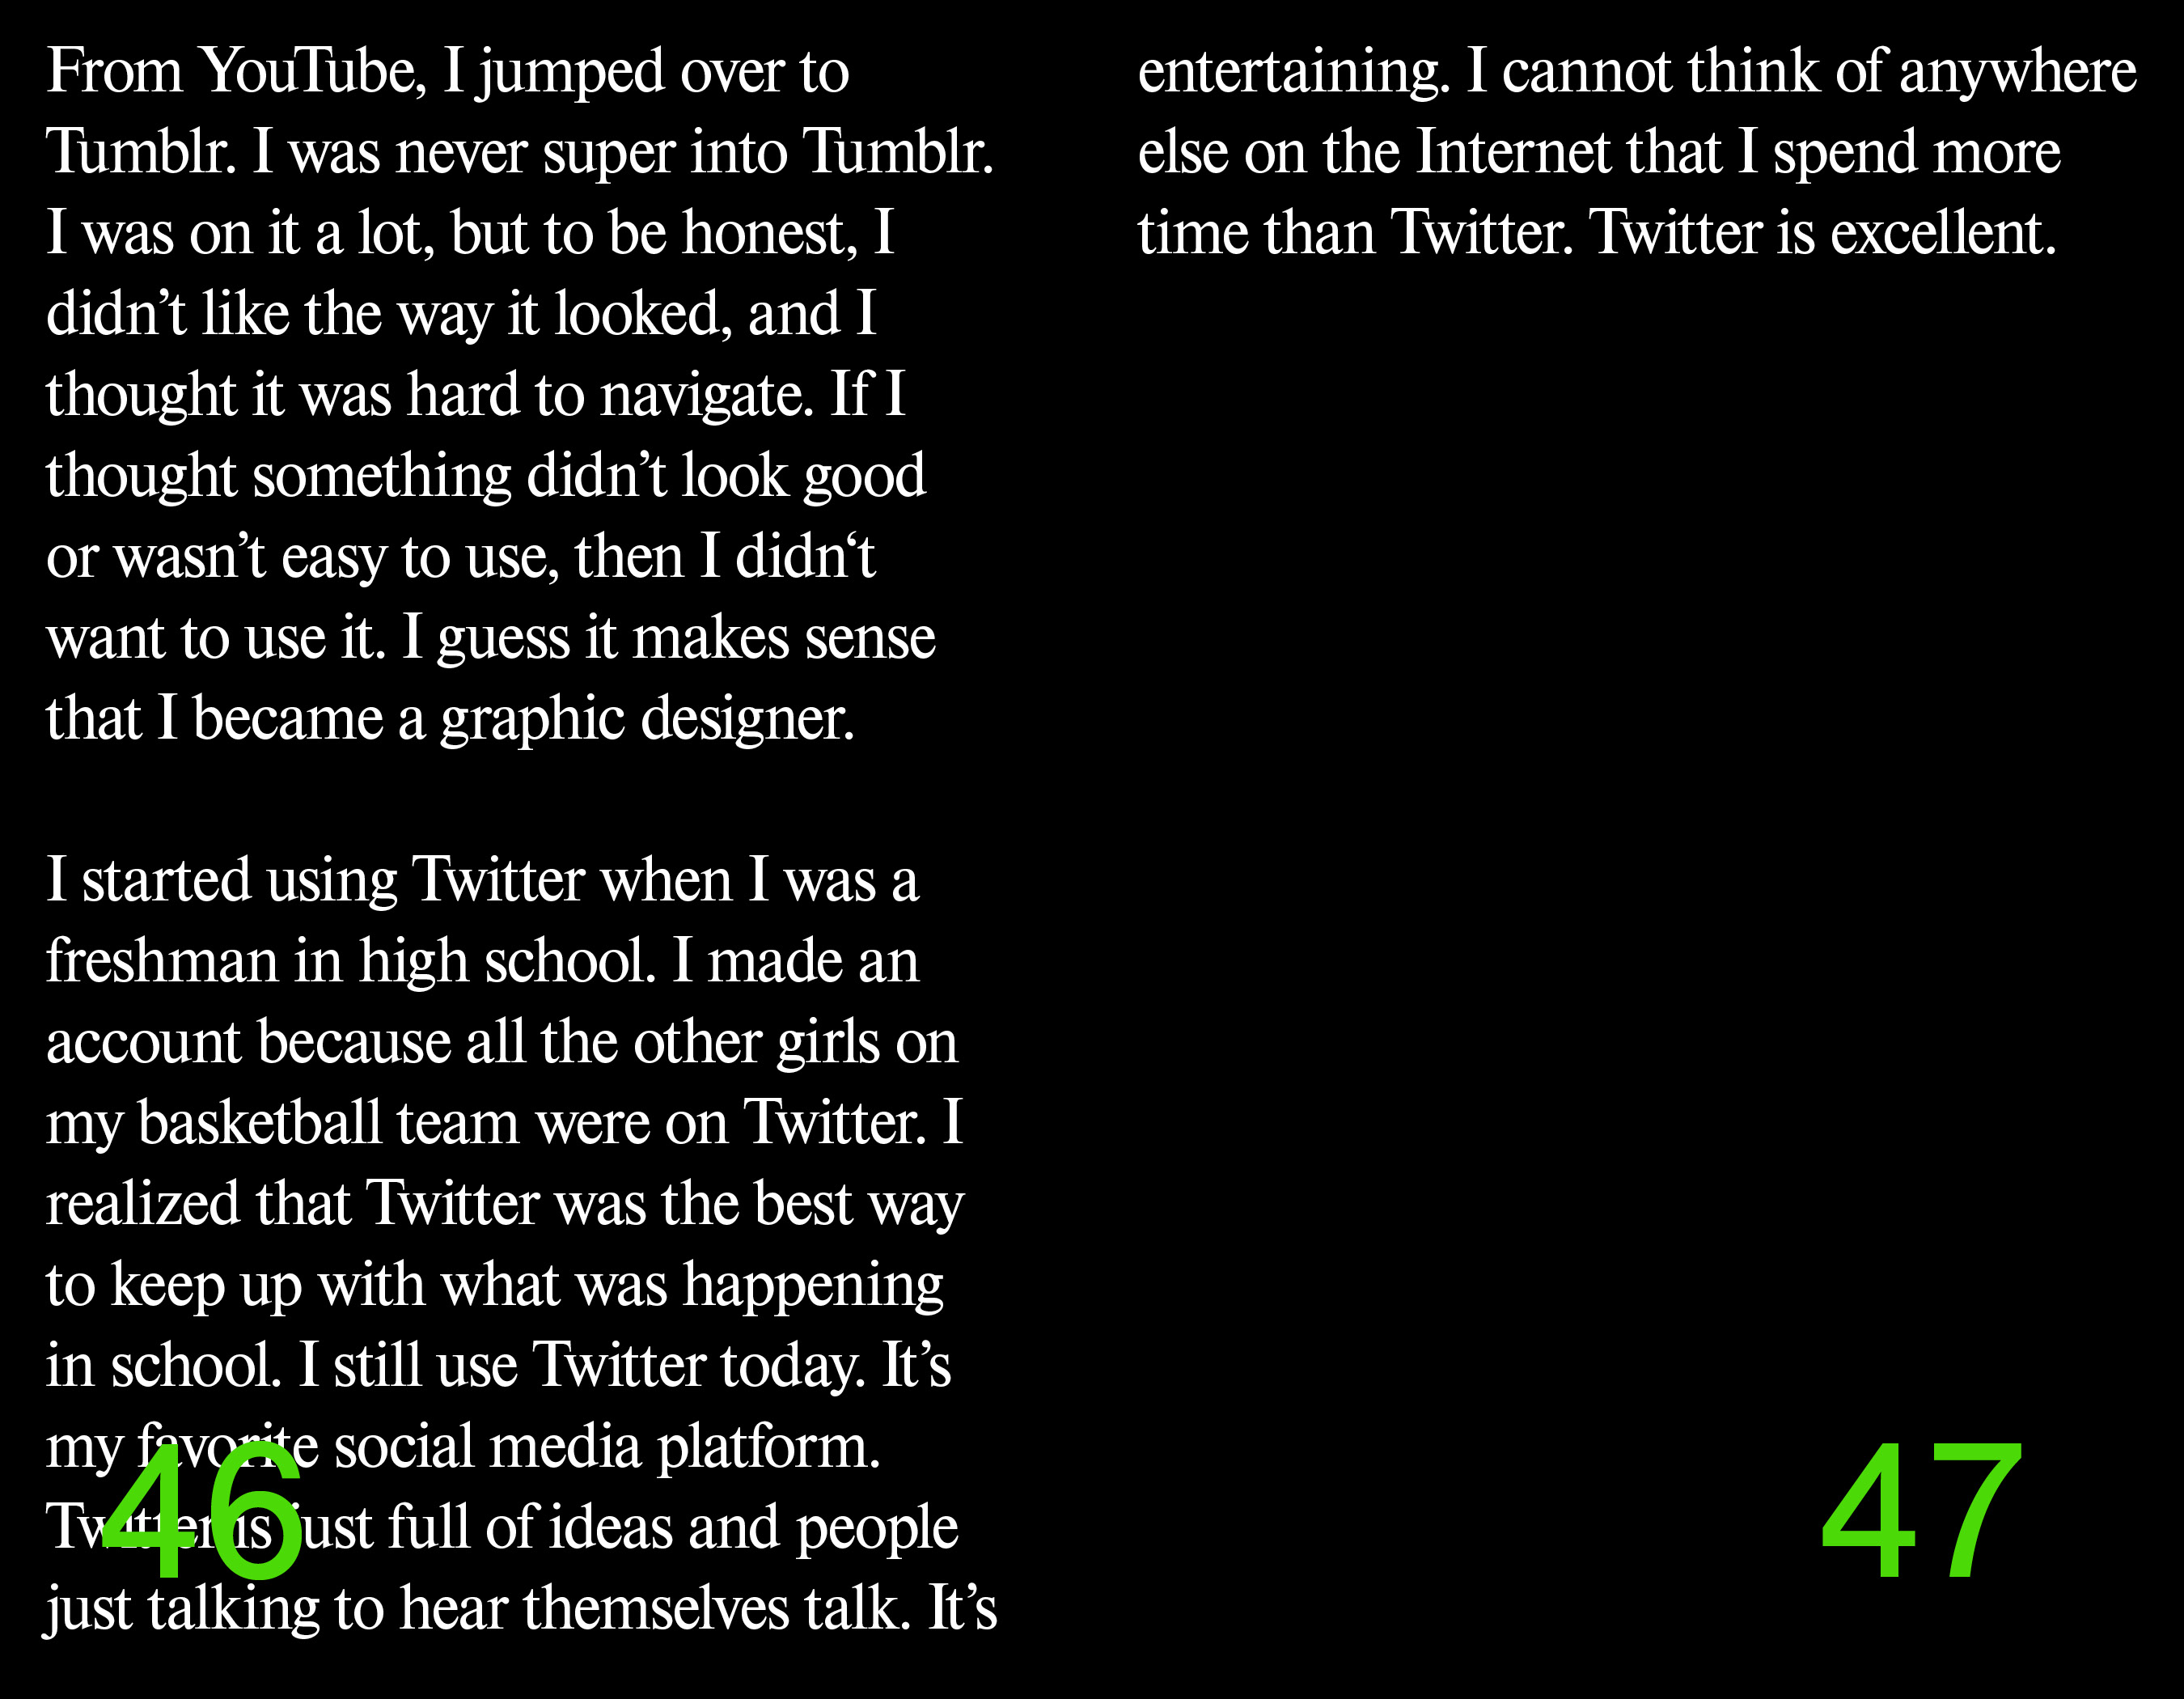 From YouTube, I jumped over to
Tumblr. I was never super into Tumblr.
I was on it a lot, but to be honest, I
didn’t like the way it looked, and I
thought it was hard to navigate. If I
thought something didn’t look good
or wasn’t easy to use, then I didn‘t
want to use it. I guess it makes sense
that I became a graphic designer.

I started using Twitter when I was a
freshman in high school. I made an
account because all the other girls on
my basketball team were on Twitter. I
realized that Twitter was the best way
to keep up with what was happening
in school. I still use Twitter today. It’s
my favorite social media platform.
Twitter is just full of ideas and people
just talking to hear themselves talk. It’s
46
entertaining. I cannot think of anywhere
else on the Internet that I spend more
time than Twitter. Twitter is excellent.
47